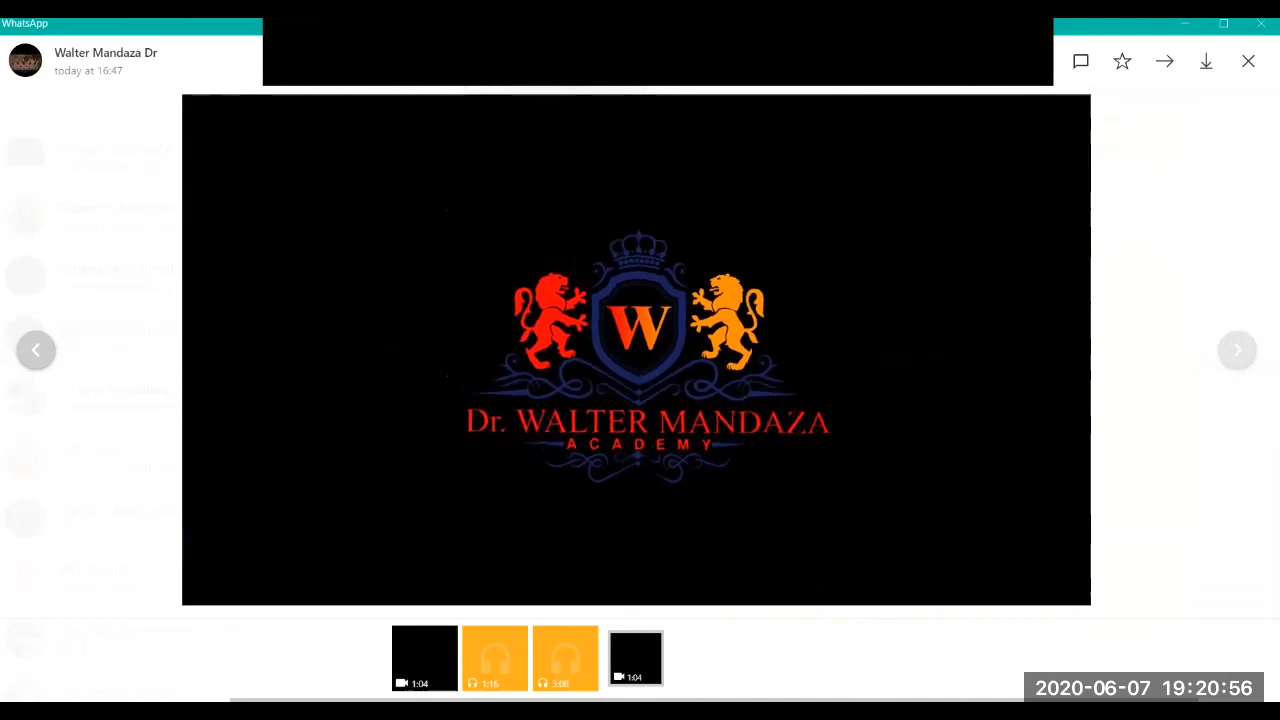 WhatsApp
Walter Mandaza Dr
today at 16:47
W
Dr. WALTER MANDAZA
ACADEMY
1:04
1:16
3:08
1:04
2020-06-07 19:20:56